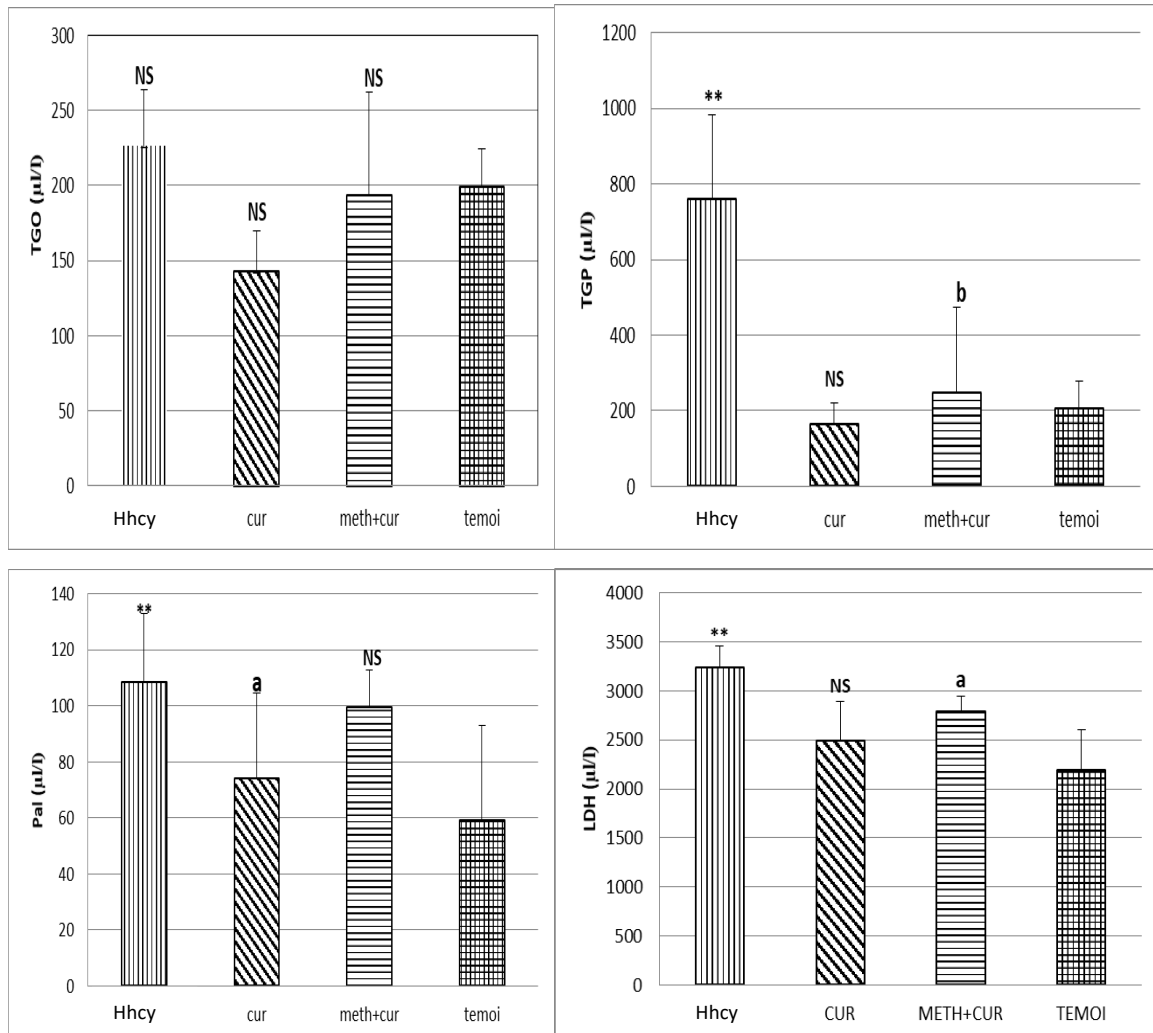 300
250
200
150
100
50
0
TGO (µl/l)
NS
NS
NS
Hhcy cur meth+cur temoi
1200
1000
800
600
400
200
0
TGP (µl/l)
**
NS
b
Hhcy cur meth+cur temoi
140
120
100
80
60
40
20
0
Pal (µl/l)
**
a
NS
Hhcy cur meth+cur temoi
4000
3500
3000
2500
2000
1500
1000
500
0
LDH (µl/l)
**
NS
a
Hhcy CUR METH+CUR TEMOI